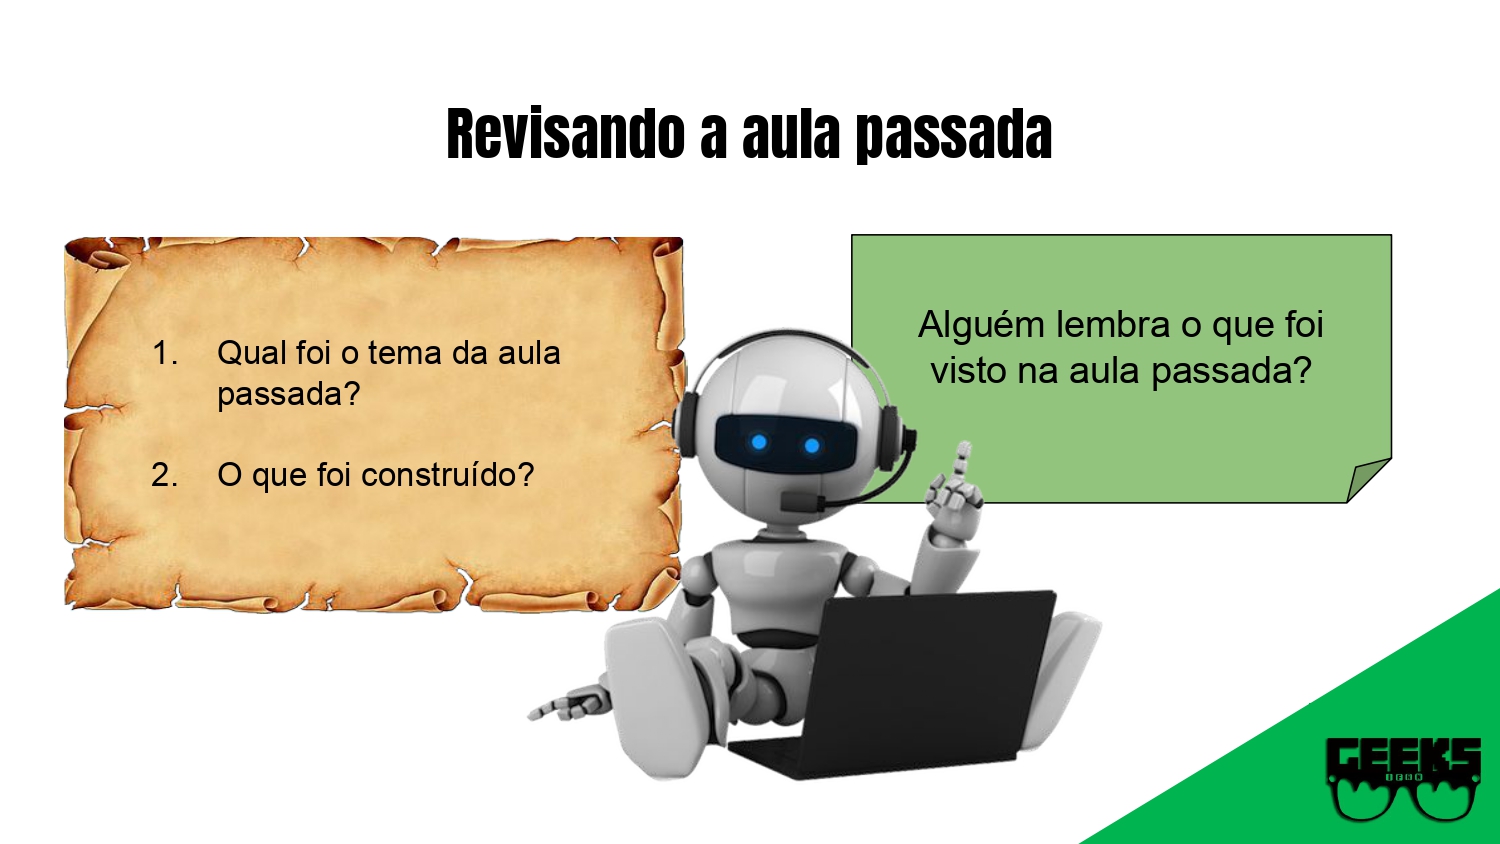 Revisando a aula passada
1. Qual foi o tema da aula
passada?
2. O que foi construído?
Alguém lembra o que foi
visto na aula passada?
GEEKS
IFRN